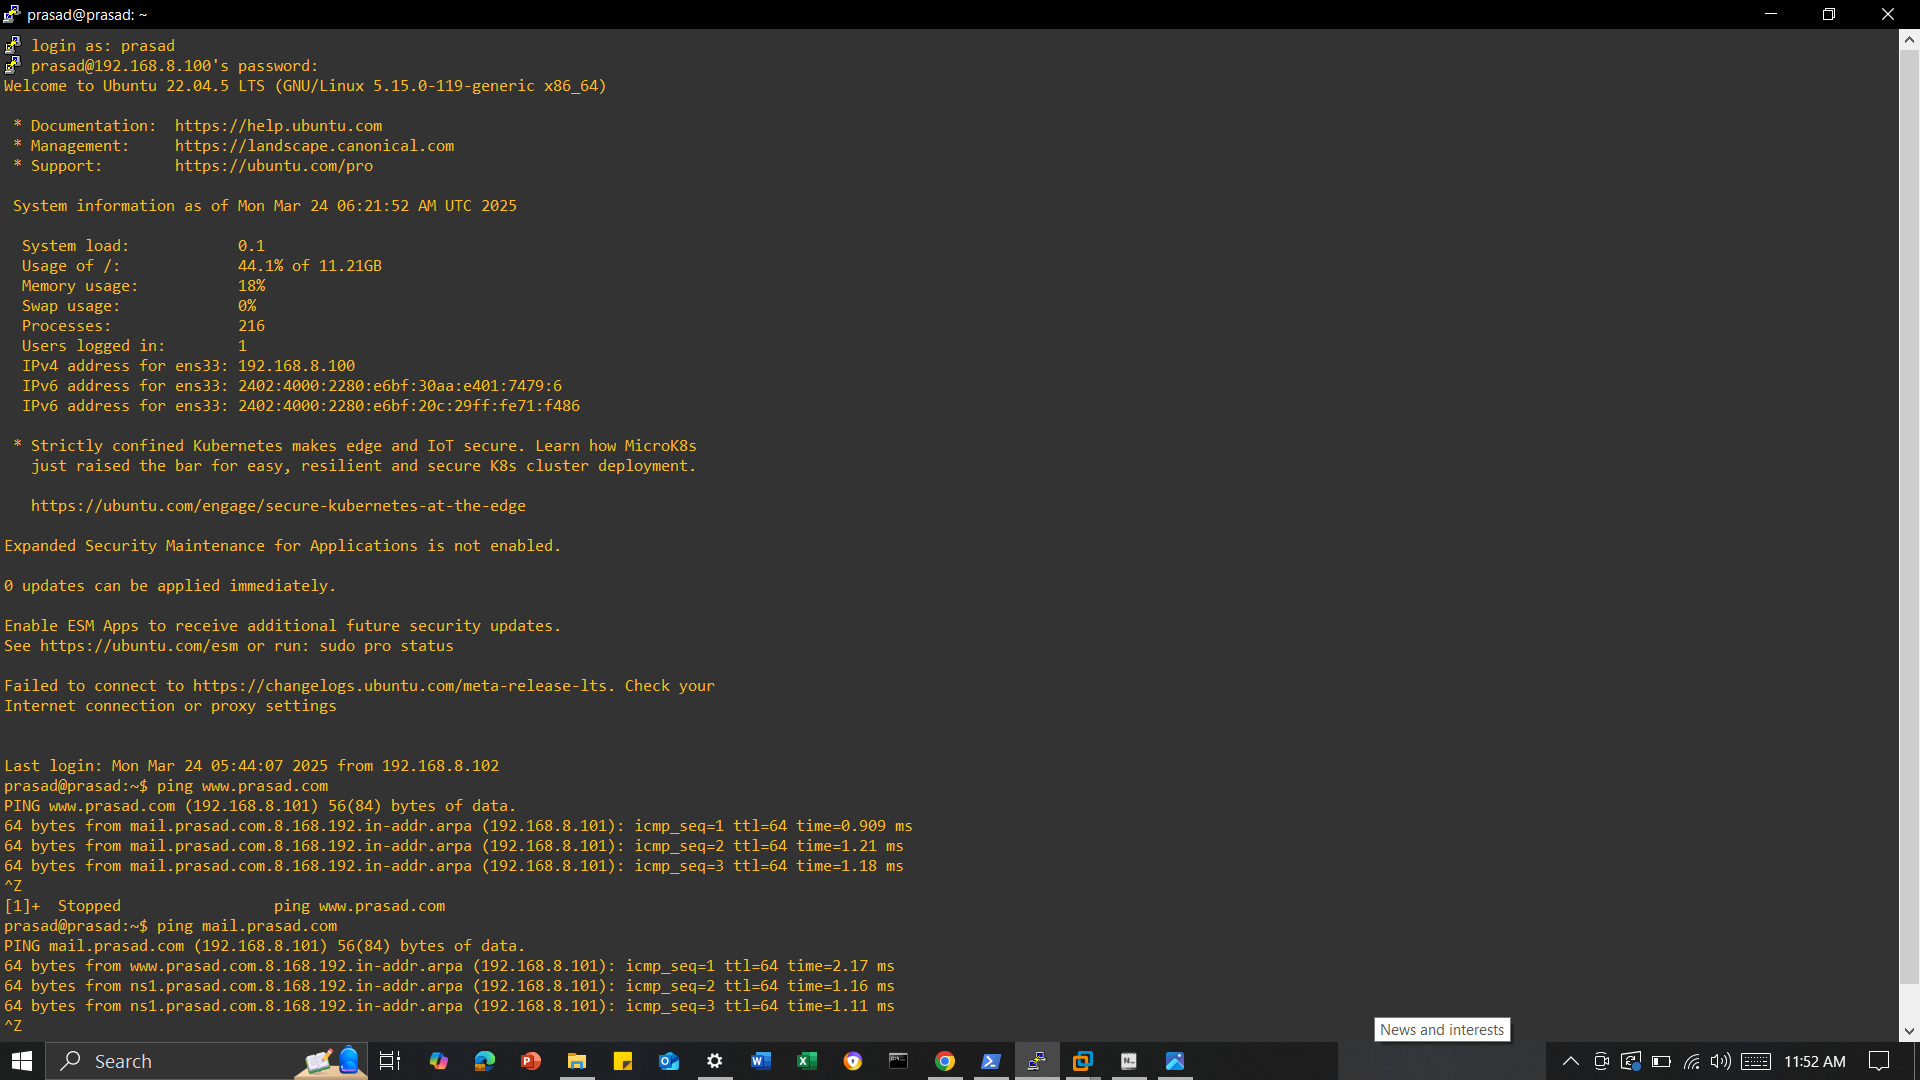 prasad@prasad: ~
login as: prasad
prasad@192.168.8.100's password:
Welcome to Ubuntu 22.04.5 LTS (GNU/Linux 5.15.0-119-generic x86_64)
* Documentation:  https://help.ubuntu.com
* Management:     https://landscape.canonical.com
* Support:        https://ubuntu.com/pro
System information as of Mon Mar 24 06:21:52 AM UTC 2025
System load:            0.1
Usage of /:             44.1% of 11.21GB
Memory usage:           18%
Swap usage:             0%
Processes:              216
Users logged in:        1
IPv4 address for ens33: 192.168.8.100
IPv6 address for ens33: 2402:4000:2280:e6bf:30aa:e401:7479:6
IPv6 address for ens33: 2402:4000:2280:e6bf:20c:29ff:fe71:f486
* Strictly confined Kubernetes makes edge and IoT secure. Learn how MicroK8s
just raised the bar for easy, resilient and secure K8s cluster deployment.
https://ubuntu.com/engage/secure-kubernetes-at-the-edge
Expanded Security Maintenance for Applications is not enabled.
0 updates can be applied immediately.
Enable ESM Apps to receive additional future security updates.
See https://ubuntu.com/esm or run: sudo pro status
Failed to connect to https://changelogs.ubuntu.com/meta-release-lts. Check your
Internet connection or proxy settings
Last login: Mon Mar 24 05:44:07 2025 from 192.168.8.102
prasad@prasad:~$ ping www.prasad.com
PING www.prasad.com (192.168.8.101) 56(84) bytes of data.
64 bytes from mail.prasad.com.8.168.192.in-addr.arpa (192.168.8.101): icmp_seq=1 ttl=64 time=0.909 ms
64 bytes from mail.prasad.com.8.168.192.in-addr.arpa (192.168.8.101): icmp_seq=2 ttl=64 time=1.21 ms
64 bytes from mail.prasad.com.8.168.192.in-addr.arpa (192.168.8.101): icmp_seq=3 ttl=64 time=1.18 ms
^Z
[1]+  Stopped                 ping www.prasad.com
prasad@prasad:~$ ping mail.prasad.com
PING mail.prasad.com (192.168.8.101) 56(84) bytes of data.
64 bytes from www.prasad.com.8.168.192.in-addr.arpa (192.168.8.101): icmp_seq=1 ttl=64 time=2.17 ms
64 bytes from ns1.prasad.com.8.168.192.in-addr.arpa (192.168.8.101): icmp_seq=2 ttl=64 time=1.16 ms
64 bytes from ns1.prasad.com.8.168.192.in-addr.arpa (192.168.8.101): icmp_seq=3 ttl=64 time=1.11 ms
^Z
News and interests
Search
11:52 AM